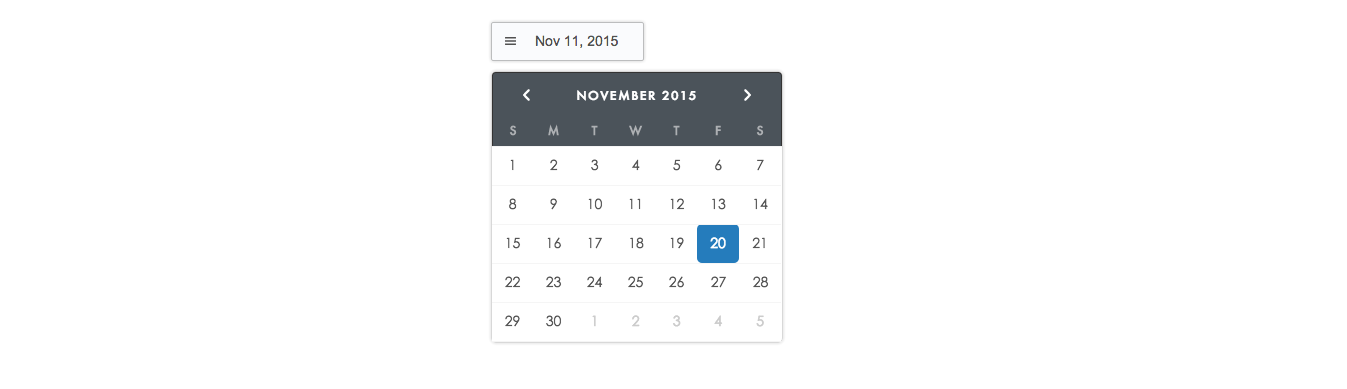 Nov 11, 2015
NOVEMBER 2015
S M T W T F S
1 2 3 4 5 6 7
8 9 10 11 12 13 14
15 16 17 18 19 20 21
22 23 24 25 26 27 28
29 30 1 2 3 4 5